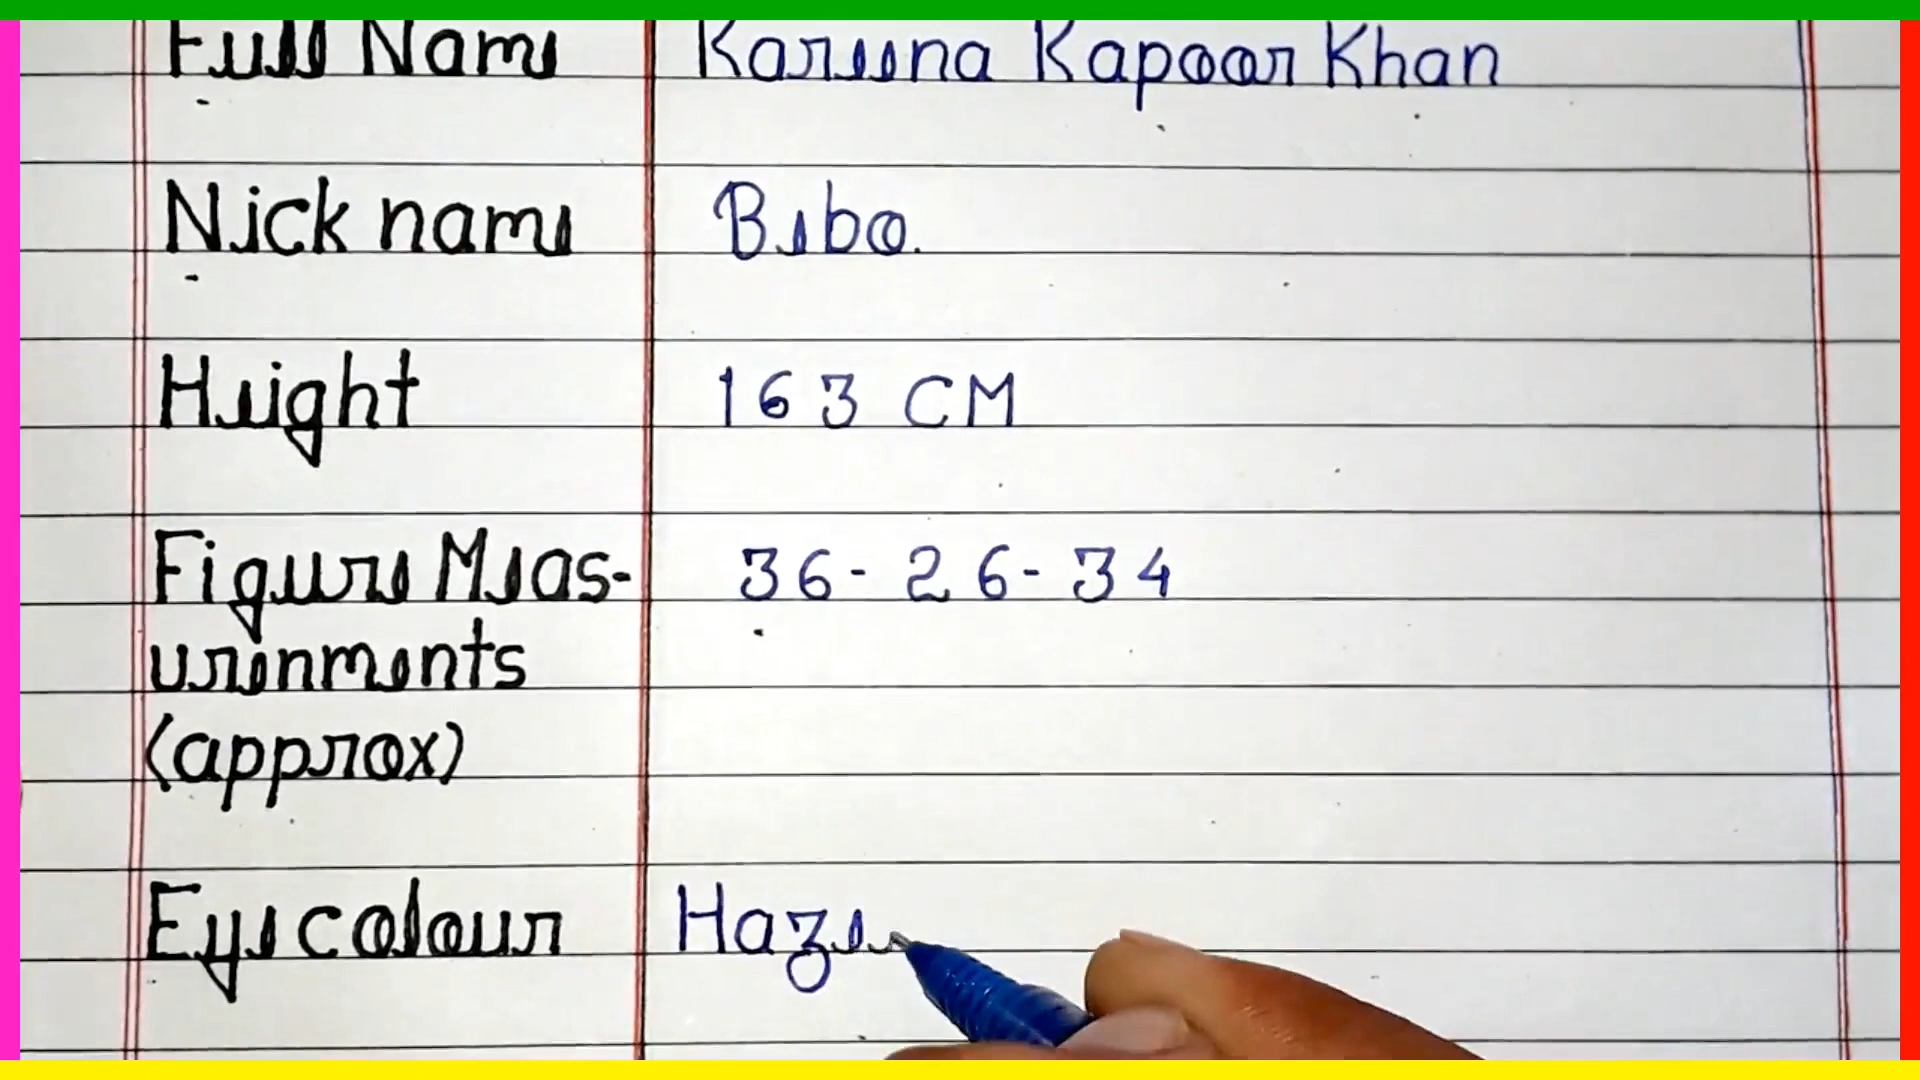 Full Name Kareena Kapoor Khan
Nick name Bebo.
Height 163 CM
Figure Meas- 36-26-34
urenments
(approx)
Eye colour Haze